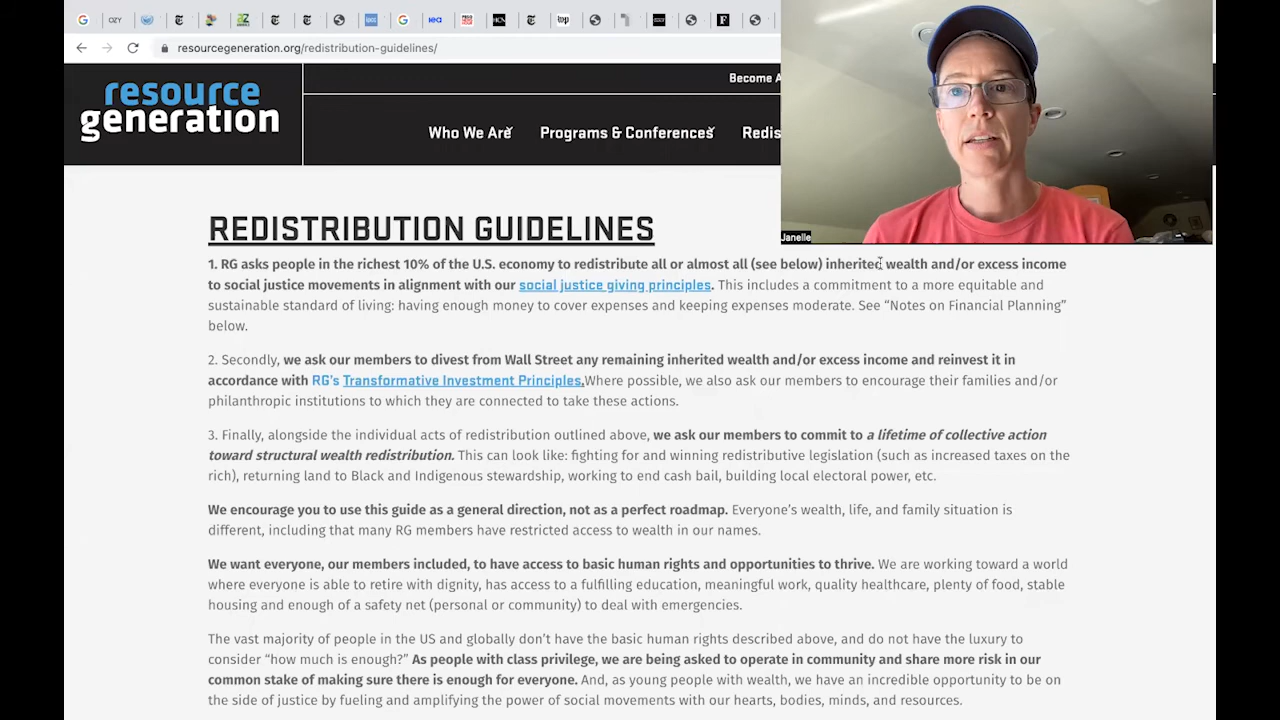 OZY
idea
HCN
top
F
resourcegeneration.org/redistribution-guidelines/
Become A
resource
generation
Who We Are
Programs & Conferences
Redis
Janelle
REDISTRIBUTION GUIDELINES
1. RG asks people in the richest 10% of the U.S. economy to redistribute all or almost all (see below) inherited wealth and/or excess income
to social justice movements in alignment with our social justice giving principles. This includes a commitment to a more equitable and
sustainable standard of living: having enough money to cover expenses and keeping expenses moderate. See “Notes on Financial Planning”
below.
2. Secondly, we ask our members to divest from Wall Street any remaining inherited wealth and/or excess income and reinvest it in
accordance with RG’s Transformative Investment Principles.Where possible, we also ask our members to encourage their families and/or
philanthropic institutions to which they are connected to take these actions.
3. Finally, alongside the individual acts of redistribution outlined above, we ask our members to commit to a lifetime of collective action
toward structural wealth redistribution. This can look like: fighting for and winning redistributive legislation (such as increased taxes on the
rich), returning land to Black and Indigenous stewardship, working to end cash bail, building local electoral power, etc.
We encourage you to use this guide as a general direction, not as a perfect roadmap. Everyone’s wealth, life, and family situation is
different, including that many RG members have restricted access to wealth in our names.
We want everyone, our members included, to have access to basic human rights and opportunities to thrive. We are working toward a world
where everyone is able to retire with dignity, has access to a fulfilling education, meaningful work, quality healthcare, plenty of food, stable
housing and enough of a safety net (personal or community) to deal with emergencies.
The vast majority of people in the US and globally don’t have the basic human rights described above, and do not have the luxury to
consider “how much is enough?” As people with class privilege, we are being asked to operate in community and share more risk in our
common stake of making sure there is enough for everyone. And, as young people with wealth, we have an incredible opportunity to be on
the side of justice by fueling and amplifying the power of social movements with our hearts, bodies, minds, and resources.